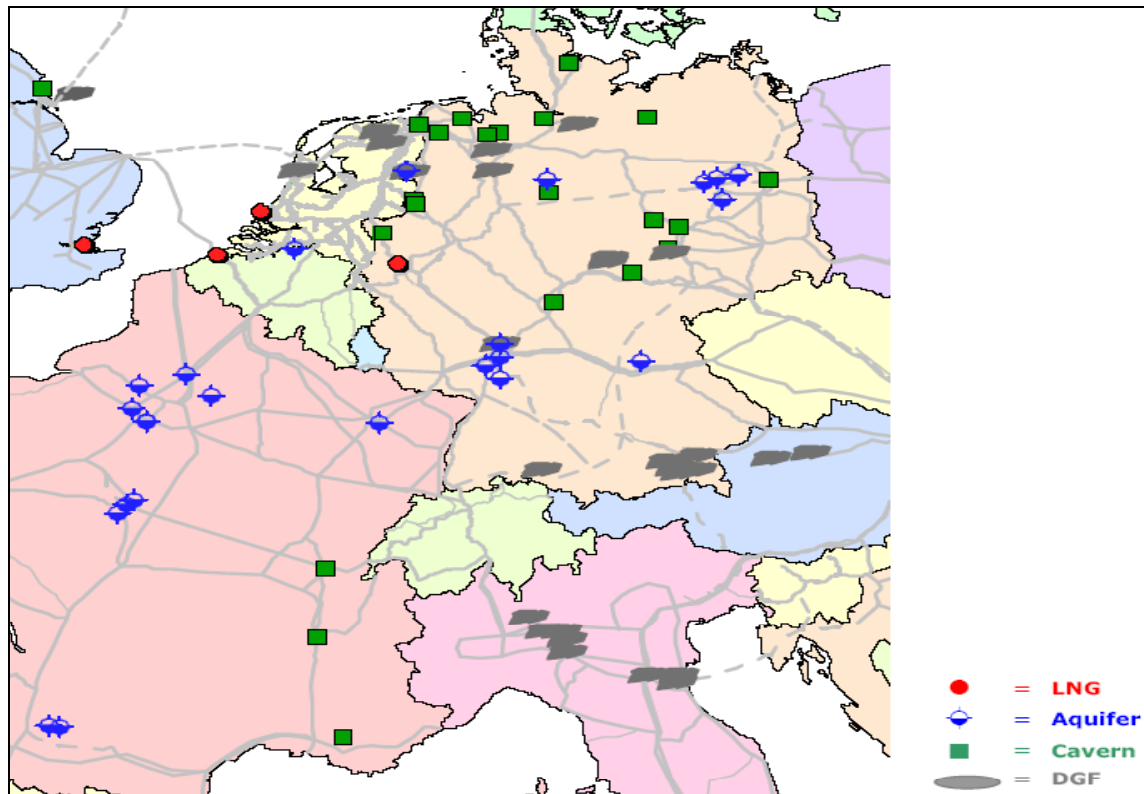 = LNG
= Aquifer
= Cavern
= DGF